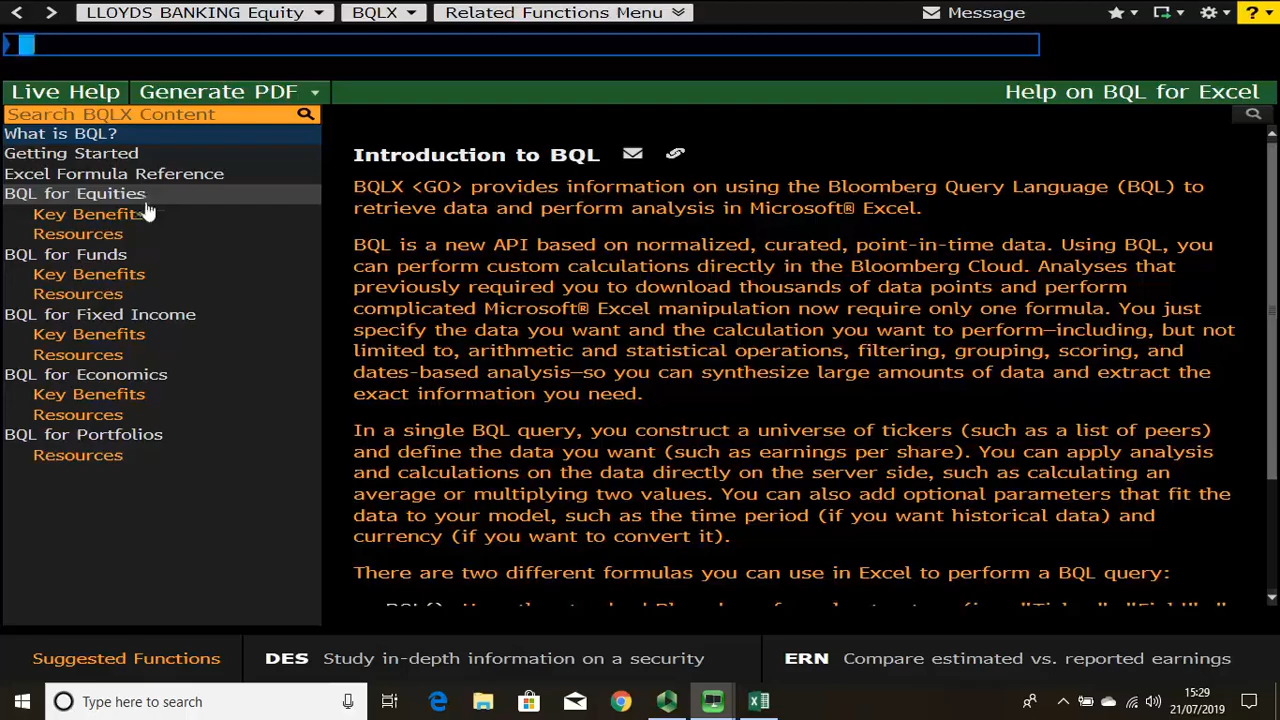 LLOYDS BANKING Equity BQLX Related Functions Menu Message ?
Live Help Generate PDF Help on BQL for Excel
Search BQLX Content
What is BQL?
Getting Started
Excel Formula Reference
BQL for Equities
Key Benefits
Resources
BQL for Funds
Key Benefits
Resources
BQL for Fixed Income
Key Benefits
Resources
BQL for Economics
Key Benefits
Resources
BQL for Portfolios
Resources
Introduction to BQL
BQLX <GO> provides information on using the Bloomberg Query Language (BQL) to
retrieve data and perform analysis in Microsoft® Excel.
BQL is a new API based on normalized, curated, point-in-time data. Using BQL, you
can perform custom calculations directly in the Bloomberg Cloud. Analyses that
previously required you to download thousands of data points and perform
complicated Microsoft® Excel manipulation now require only one formula. You just
specify the data you want and the calculation you want to perform—including, but not
limited to, arithmetic and statistical operations, filtering, grouping, scoring, and
dates-based analysis—so you can synthesize large amounts of data and extract the
exact information you need.
In a single BQL query, you construct a universe of tickers (such as a list of peers)
and define the data you want (such as earnings per share). You can apply analysis
and calculations on the data directly on the server side, such as calculating an
average or multiplying two values. You can also add optional parameters that fit the
data to your model, such as the time period (if you want historical data) and
currency (if you want to convert it).
There are two different formulas you can use in Excel to perform a BQL query:
Suggested Functions DES Study in-depth information on a security ERN Compare estimated vs. reported earnings
Type here to search
15:29
21/07/2019